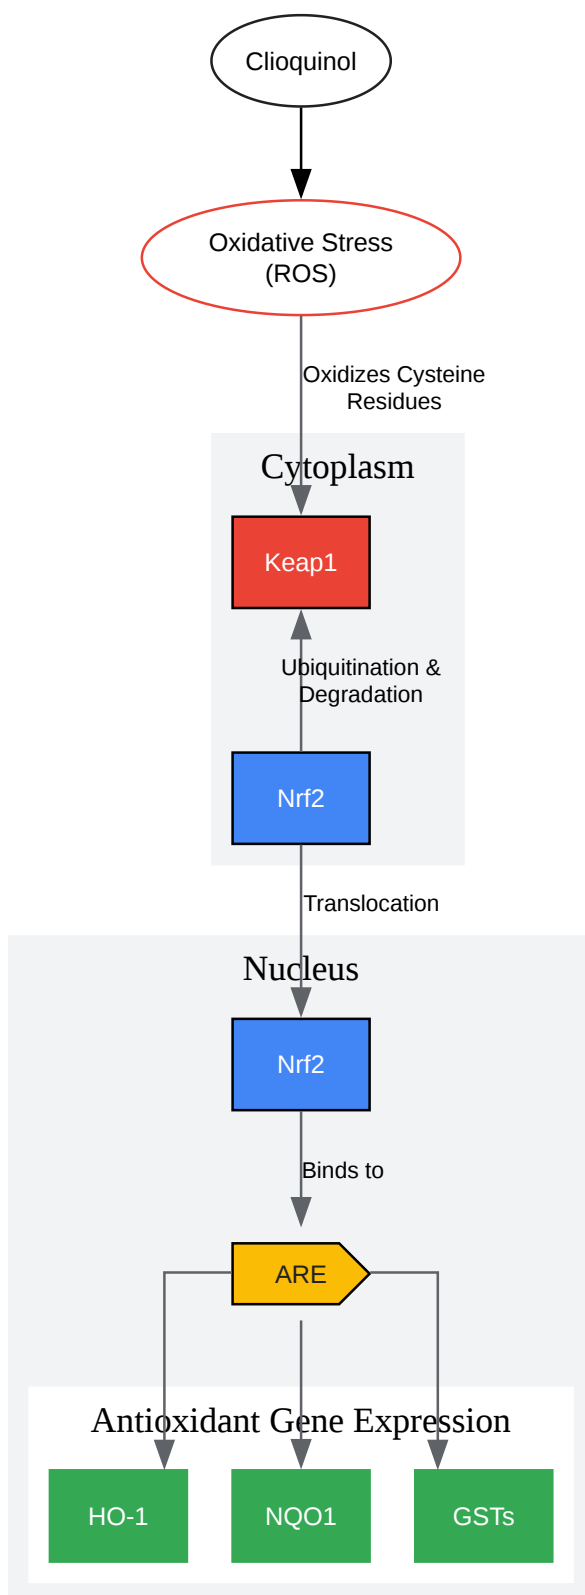 Clioquinol
Oxidative Stress
(ROS)
Oxidizes Cysteine
Residues
Cytoplasm
Keap1
Ubiquitination &
Degradation
Nrf2
Translocation
Nucleus
Nrf2
Binds to
ARE
Antioxidant Gene Expression
HO-1
NQO1
GSTs